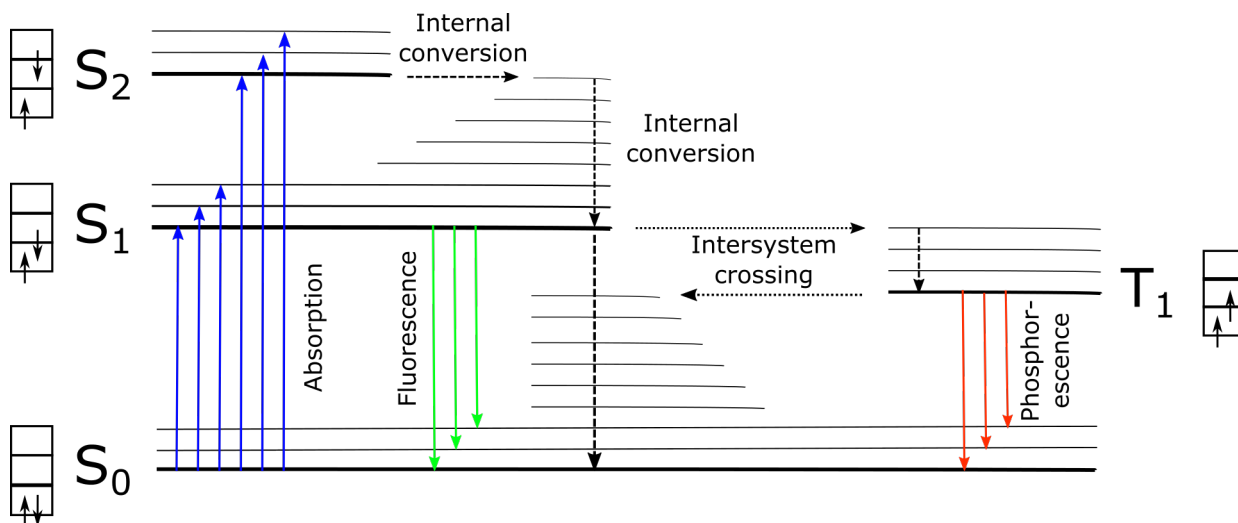 Internal
conversion
S2
Internal
conversion
S1
Intersystem
crossing
T1
Absorption
Fluorescence
Phosphor-
escence
S0